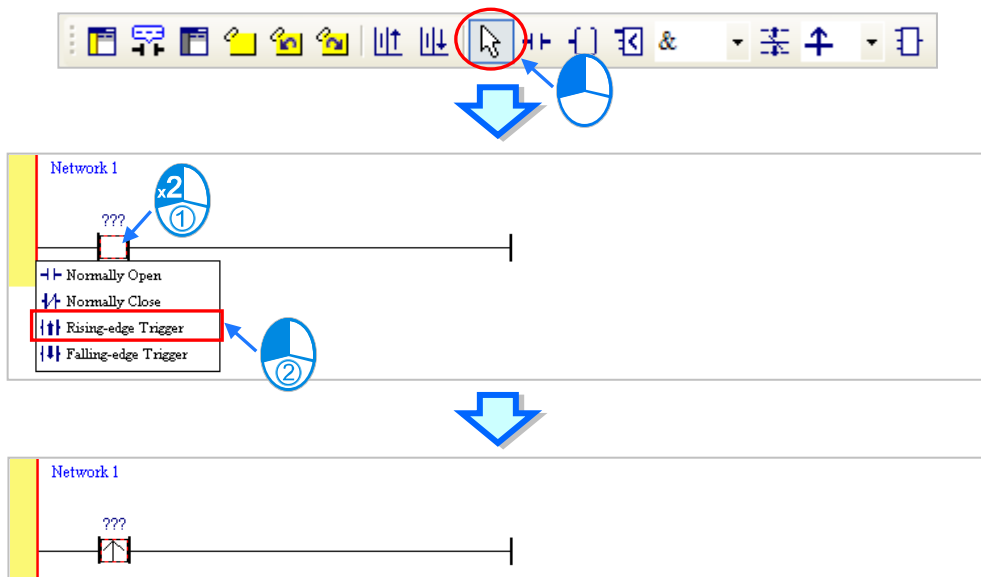 &
Network 1
x2
①
???
Normally Open
Normally Close
Rising-edge Trigger
Falling-edge Trigger
②
Network 1
???